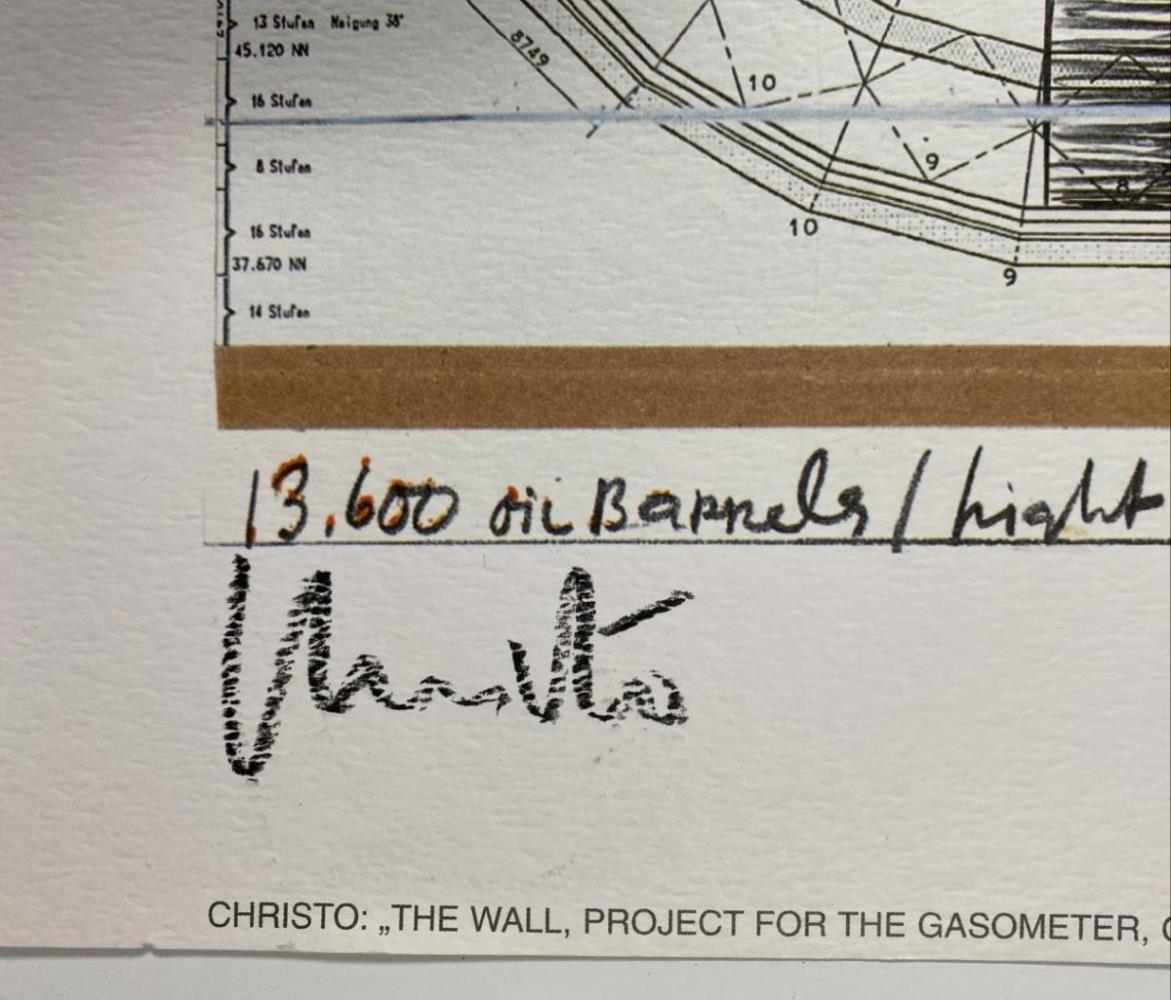 13 Stufen Neigung 38°
45.120 NN
8749
16 Stufen
10
8 Stufen
9
8
16 Stufen
10
37.670 NN
9
14 Stufen
13.600 oil Barrels / hight
Christo
CHRISTO: „THE WALL, PROJECT FOR THE GASOMETER,